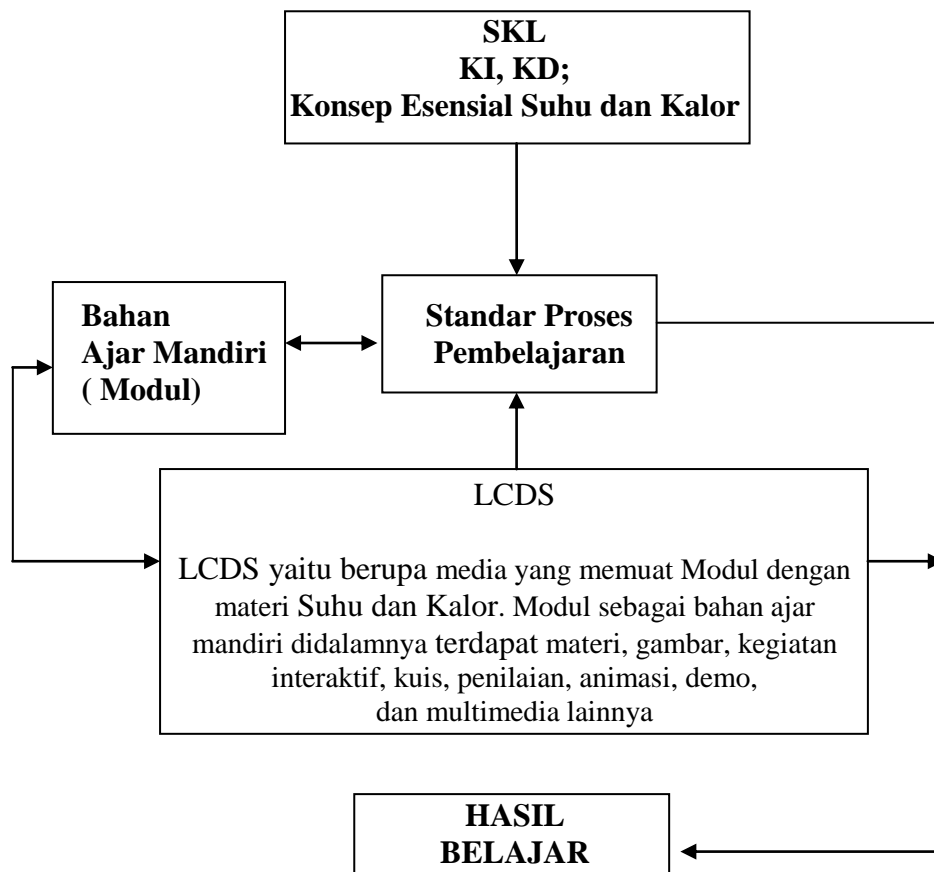 SKL
KI, KD;
Konsep Esensial Suhu dan Kalor
Bahan
Ajar Mandiri
( Modul)
Standar Proses
Pembelajaran
LCDS
LCDS yaitu berupa media yang memuat Modul dengan
materi Suhu dan Kalor. Modul sebagai bahan ajar
mandiri didalamnya terdapat materi, gambar, kegiatan
interaktif, kuis, penilaian, animasi, demo,
dan multimedia lainnya
HASIL
BELAJAR